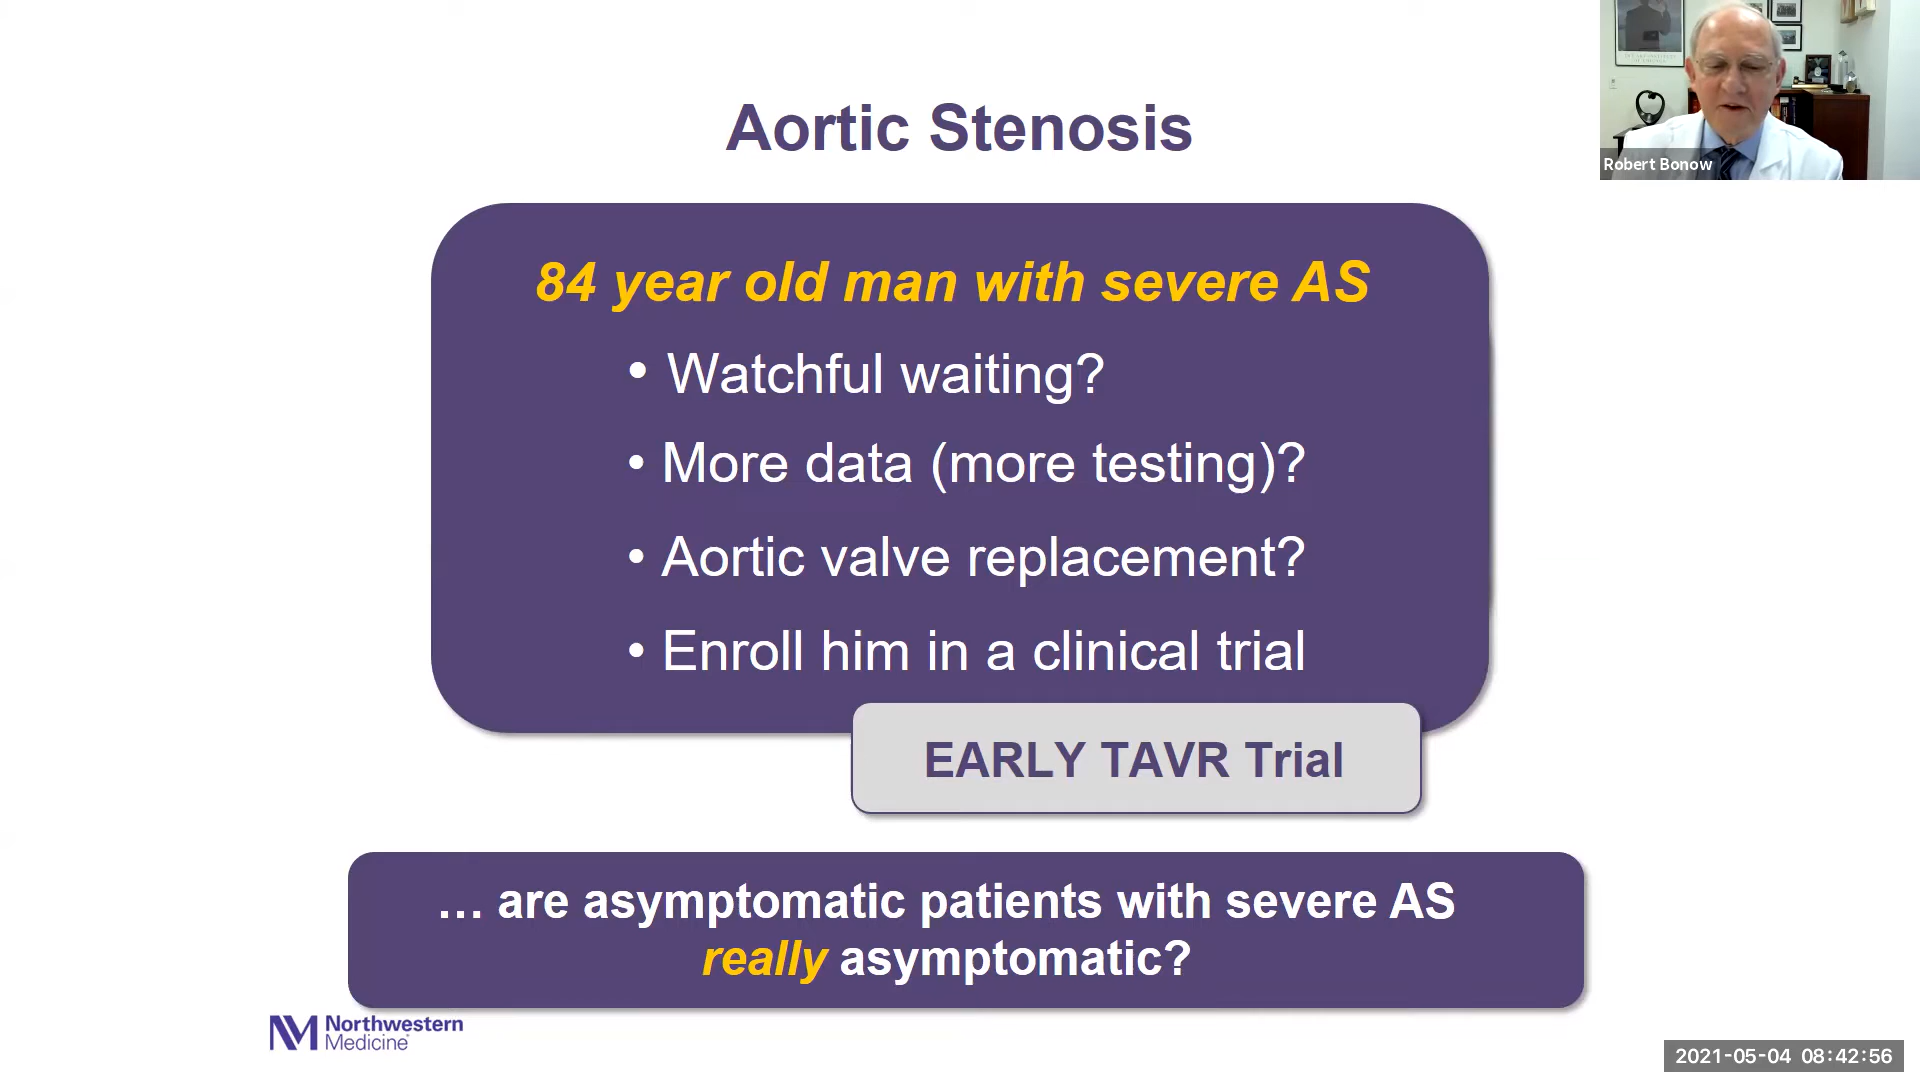 Aortic Stenosis
84 year old man with severe AS
• Watchful waiting?
• More data (more testing)?
• Aortic valve replacement?
• Enroll him in a clinical trial
EARLY TAVR Trial
… are asymptomatic patients with severe AS
really asymptomatic?
Northwestern
Medicine
Robert Bonow
2021-05-04 08:42:56